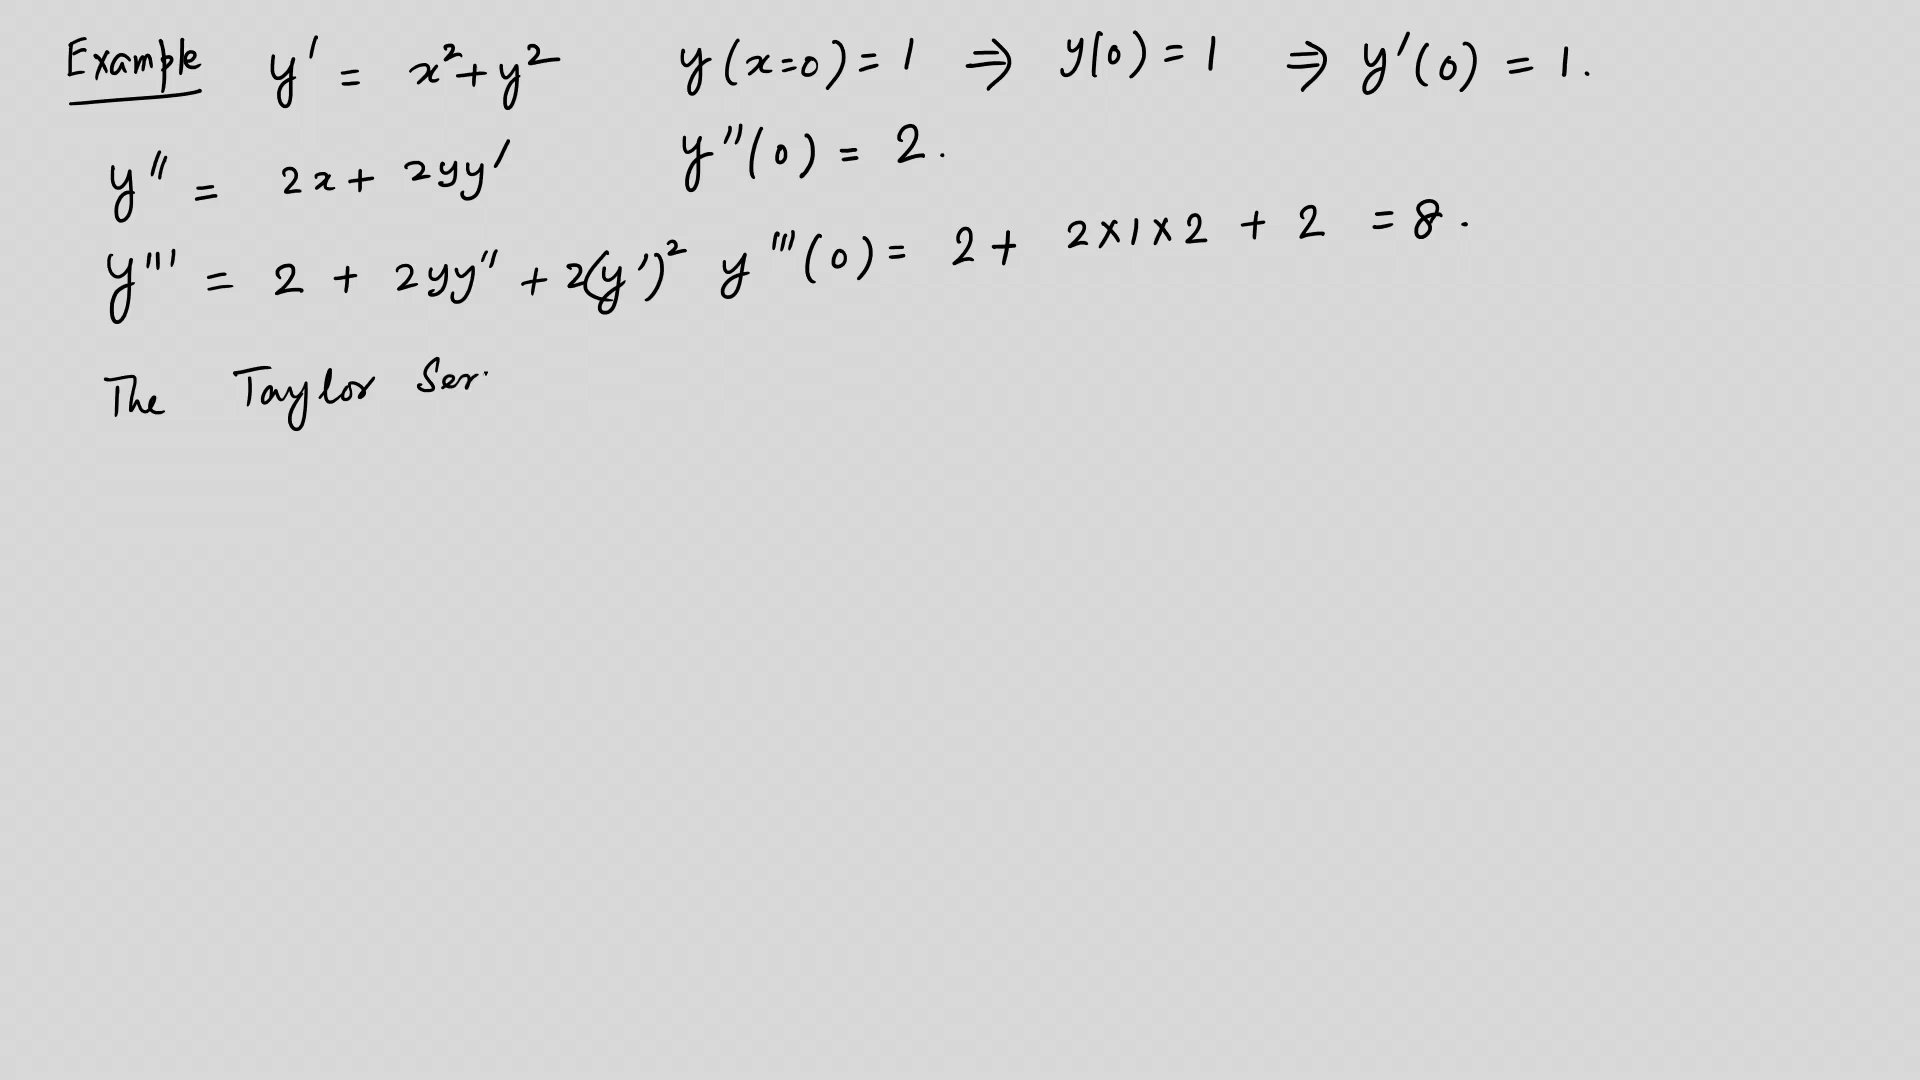 Example y' = x² + y² y(x=0) = 1 ⇒ y(0) = 1 ⇒ y'(0) = 1.
y'' = 2x + 2yy' y''(0) = 2.
y''' = 2 + 2yy'' + 2(y')² y'''(0) = 2 + 2×1×2 + 2 = 8.
The Taylor Ser.